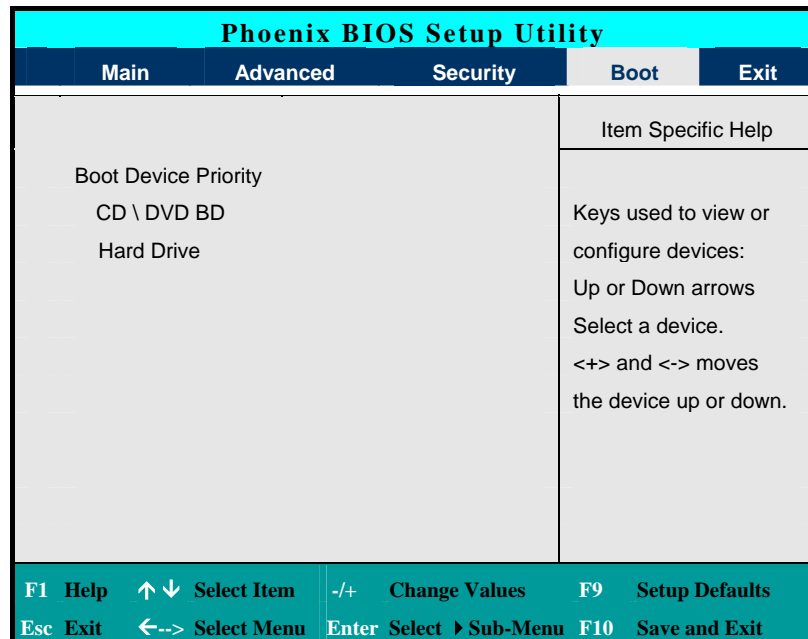 Phoenix BIOS Setup Utility
Main Advanced Security Boot Exit
Item Specific Help
Boot Device Priority
CD \ DVD BD
Hard Drive
Keys used to view or
configure devices:
Up or Down arrows
Select a device.
<+> and <-> moves
the device up or down.
F1 Help ↑ ↓ Select Item -/+ Change Values F9 Setup Defaults
Esc Exit ←--> Select Menu Enter Select ▶ Sub-Menu F10 Save and Exit